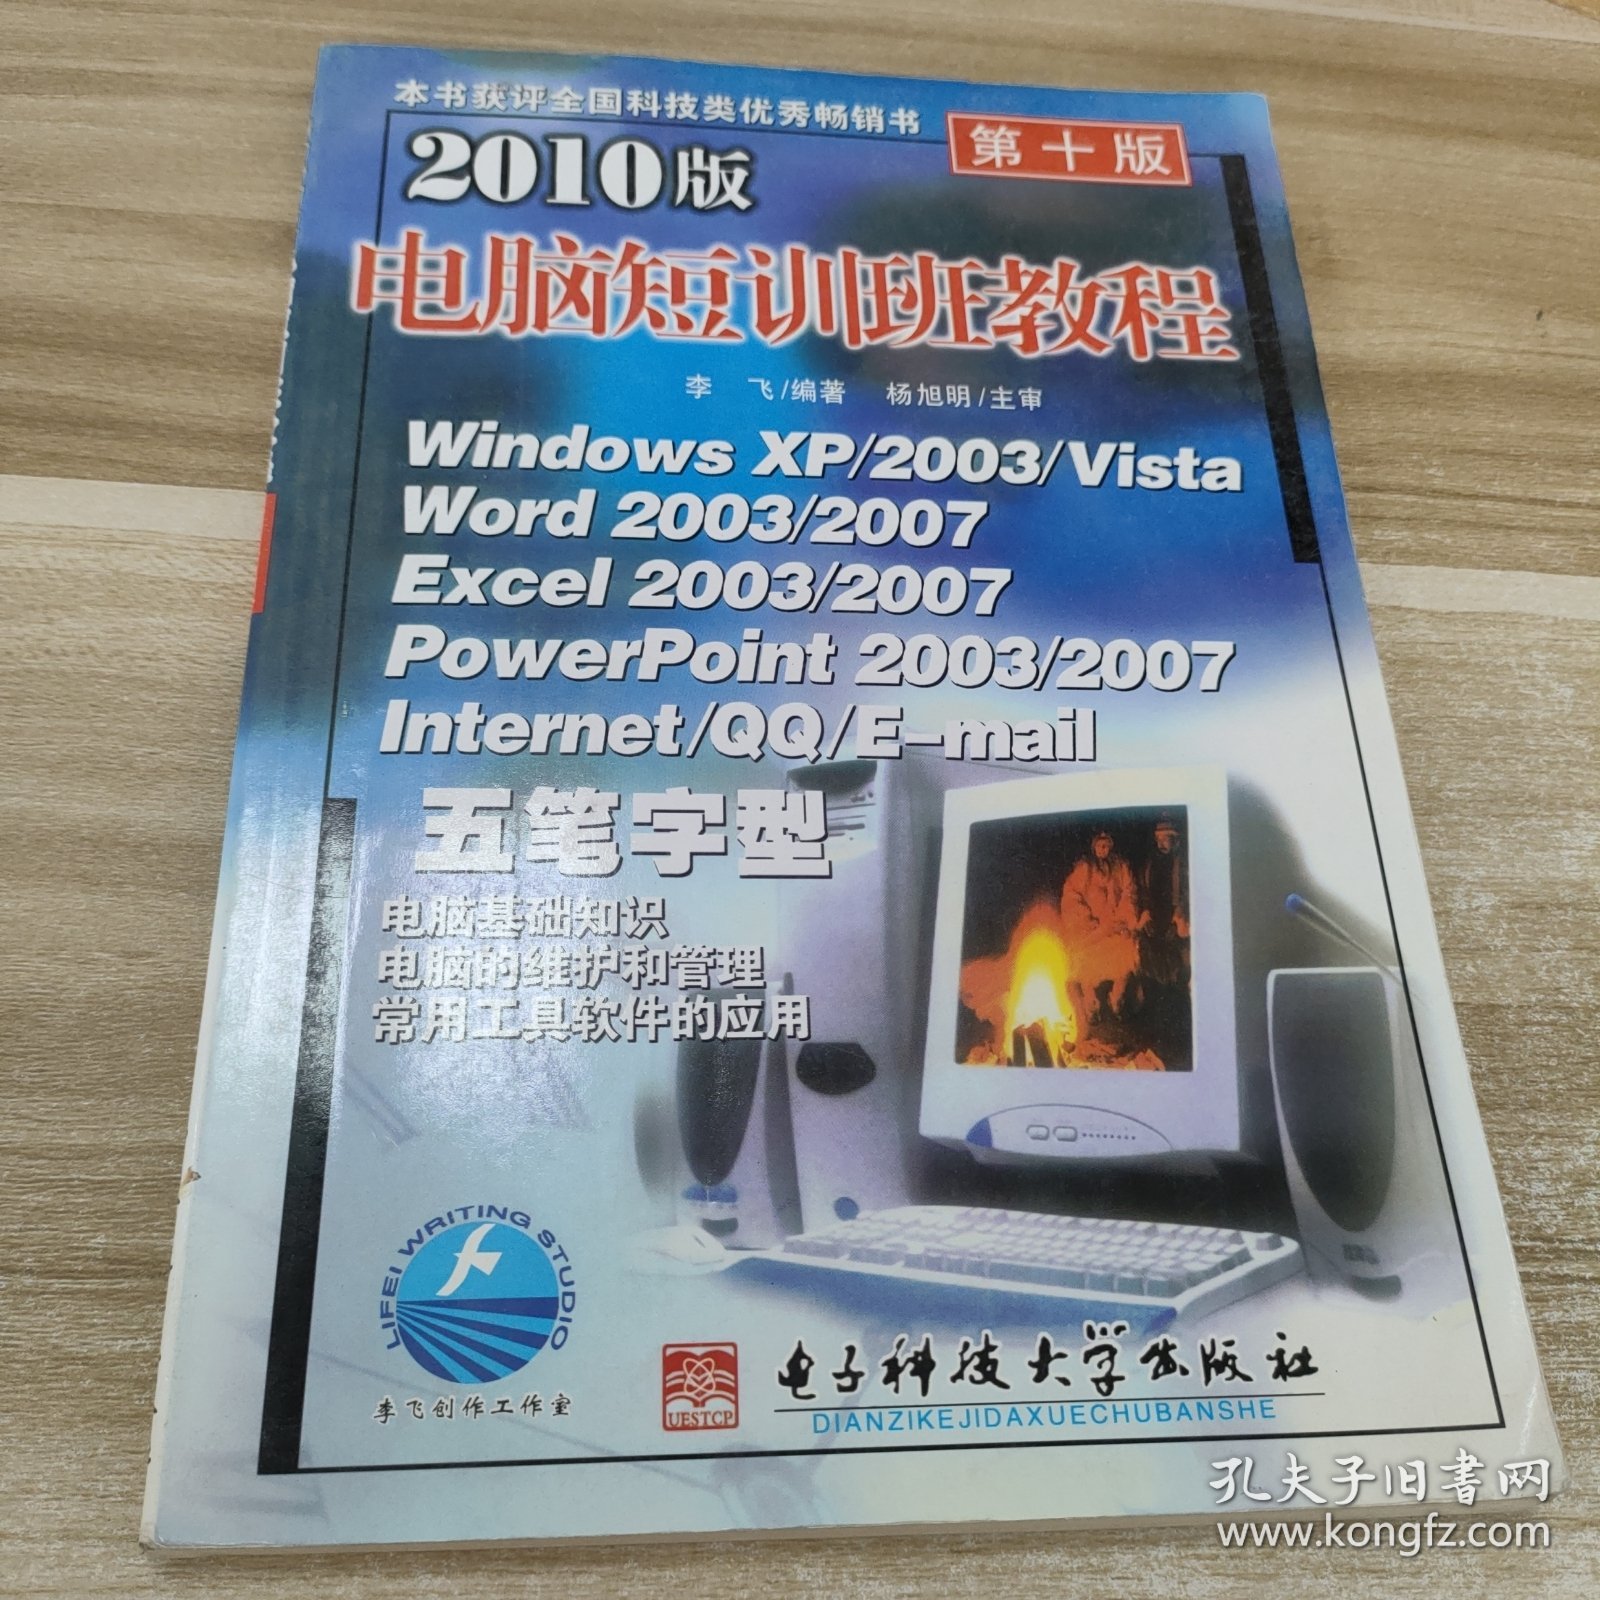 本书获评全国科技类优秀畅销书
第十版
2010版
电脑短训班教程
李 飞/编著 杨旭明/主审
Windows XP/2003/Vista
Word 2003/2007
Excel 2003/2007
PowerPoint 2003/2007
Internet/QQ/E-mail
五笔字型
电脑基础知识
电脑的维护和管理
常用工具软件的应用
LIFEI WRITING STUDIO
李飞创作工作室
UESTCP
电子科技大学出版社
DIANZIKEJIDAXUECHUBANSHE
孔夫子旧书网
www.kongfz.com